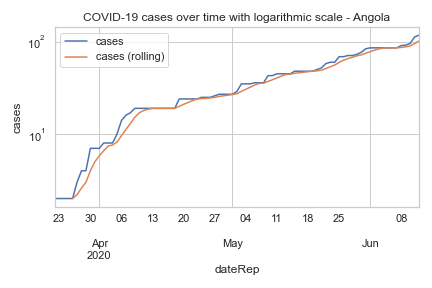 COVID-19 cases over time with logarithmic scale - Angola
cases
cases (rolling)
10²
10¹
cases
23 30 06 13 20 27 04 11 18 25 01 08
Apr May Jun
2020
dateRep